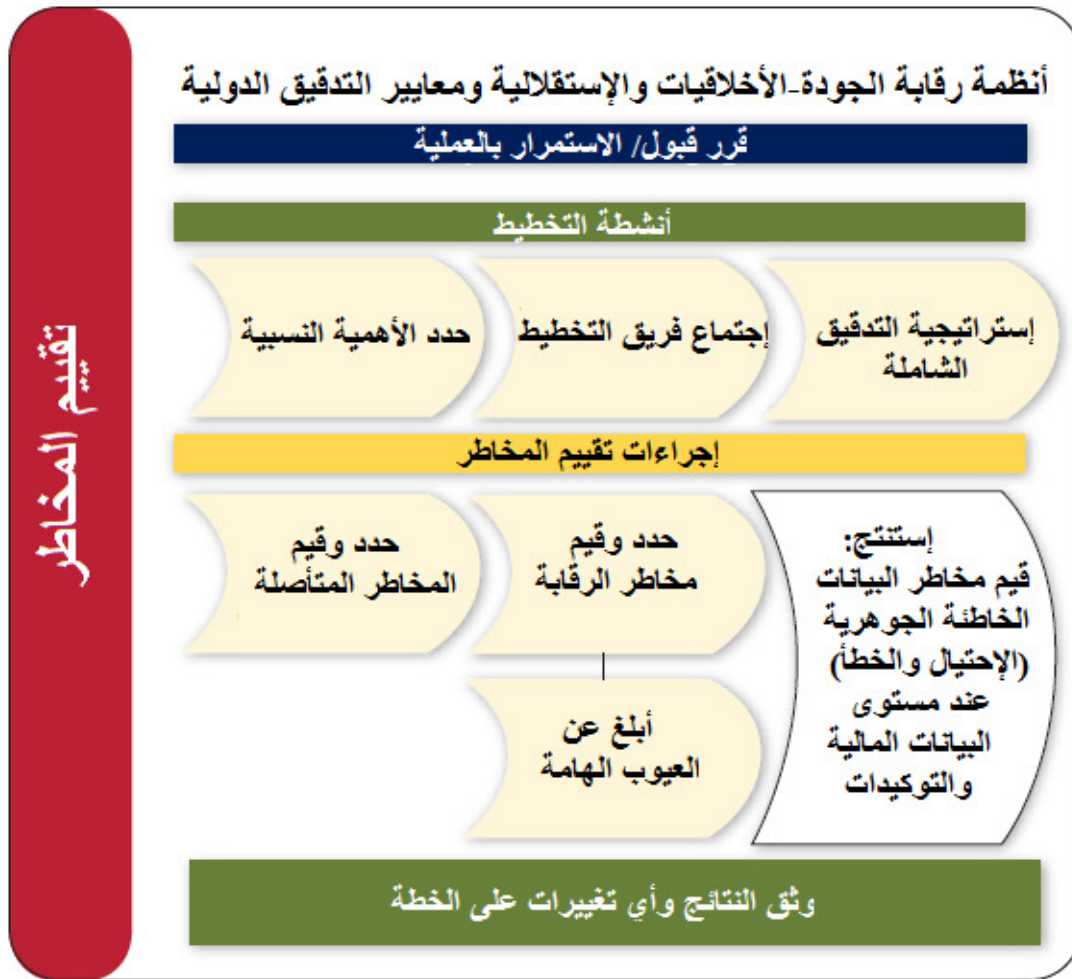 أنظمة رقابة الجودة-الأخلاقيات والإستقلالية ومعايير التدقيق الدولية
قرر قبول/ الاستمرار بالعملية
أنشطة التخطيط
حدد الأهمية النسبية
إجتماع فريق التخطيط
إستراتيجية التدقيق
الشاملة
إجراءات تقييم المخاطر
حدد وقيم
المخاطر المتأصلة
حدد وقيم
مخاطر الرقابة
أبلغ عن
العيوب الهامة
إستنتج:
قيم مخاطر البيانات
الخاطئة الجوهرية
(الإحتيال والخطأ)
عند مستوى
البيانات المالية
والتوكيدات
وثق النتائج وأي تغييرات على الخطة
تقييم المخاطر